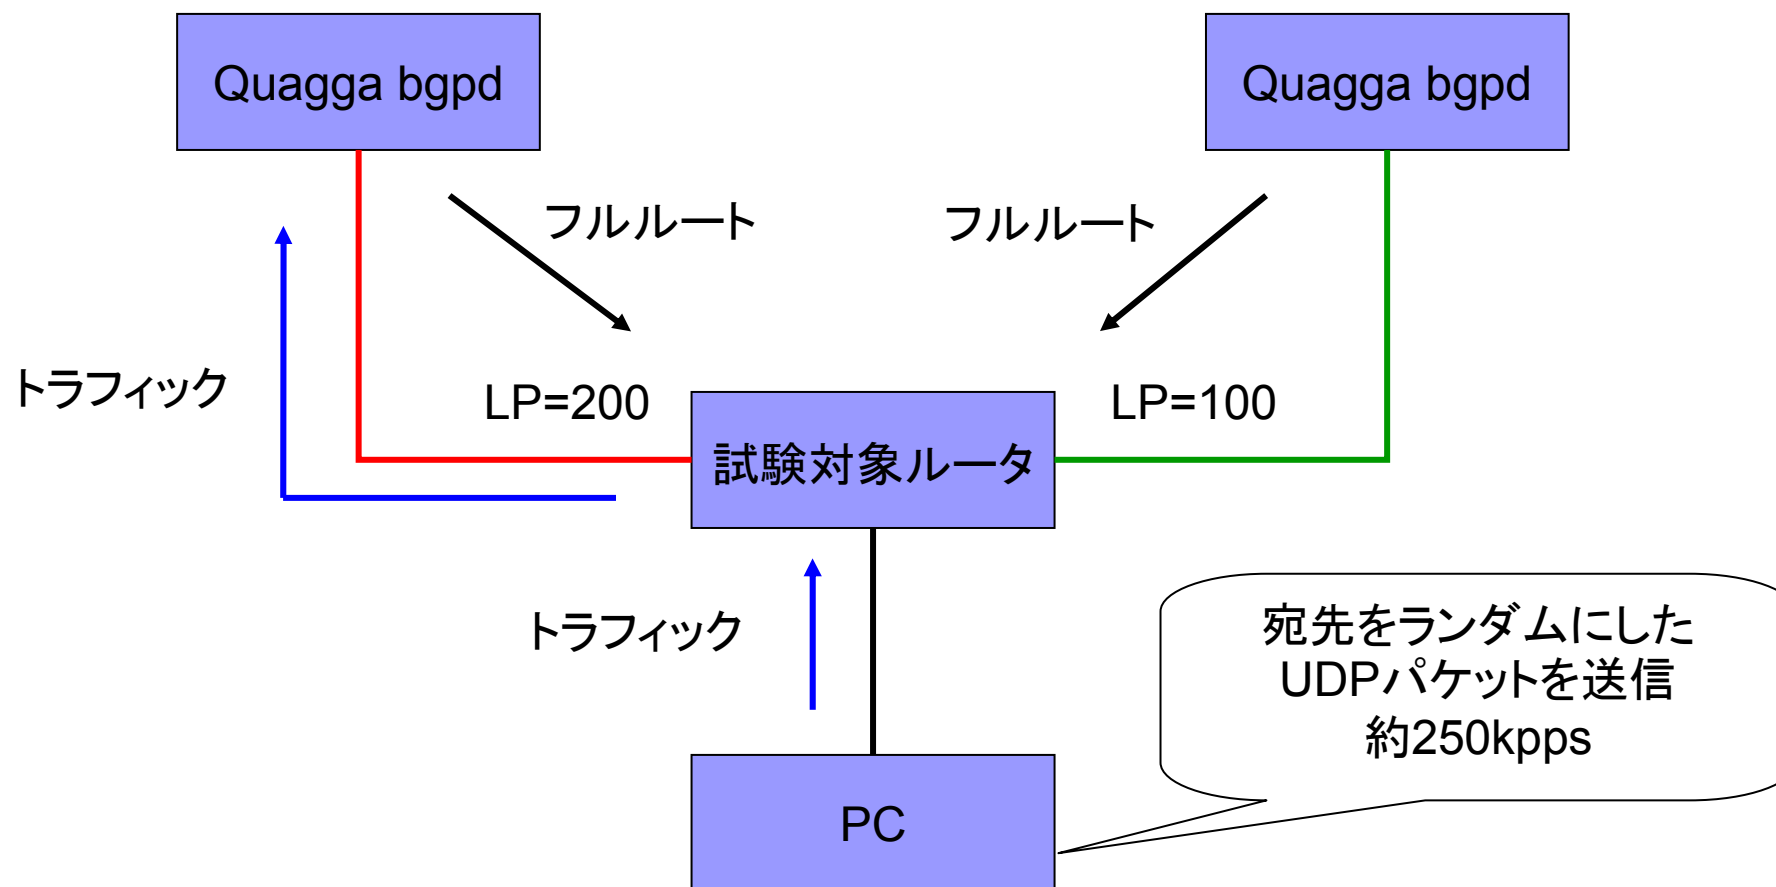 Quagga bgpd
Quagga bgpd
フルルート
フルルート
トラフィック
LP=200
LP=100
試験対象ルータ
トラフィック
宛先をランダムにした
UDPパケットを送信
約250kpps
PC